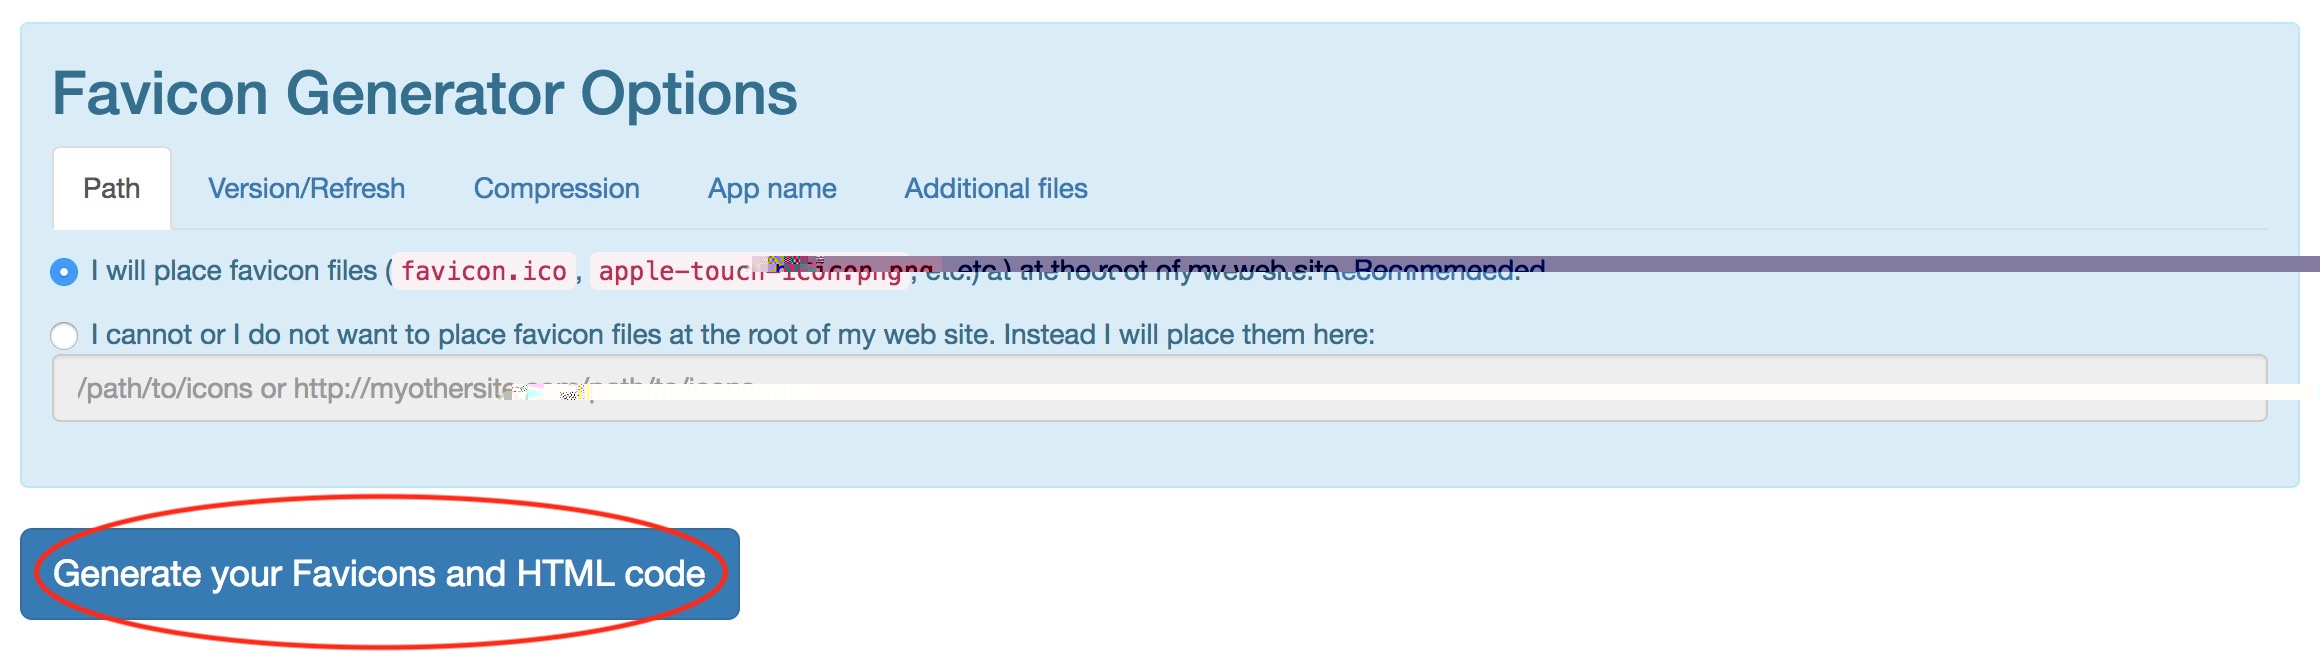 Favicon Generator Options
Path Version/Refresh Compression App name Additional files
I will place favicon files (favicon.ico, apple-touch-icon.png, etc.) at the root of my web site. Recommended.
I cannot or I do not want to place favicon files at the root of my web site. Instead I will place them here:
/path/to/icons or http://myothersite.com/path/to/icons
Generate your Favicons and HTML code